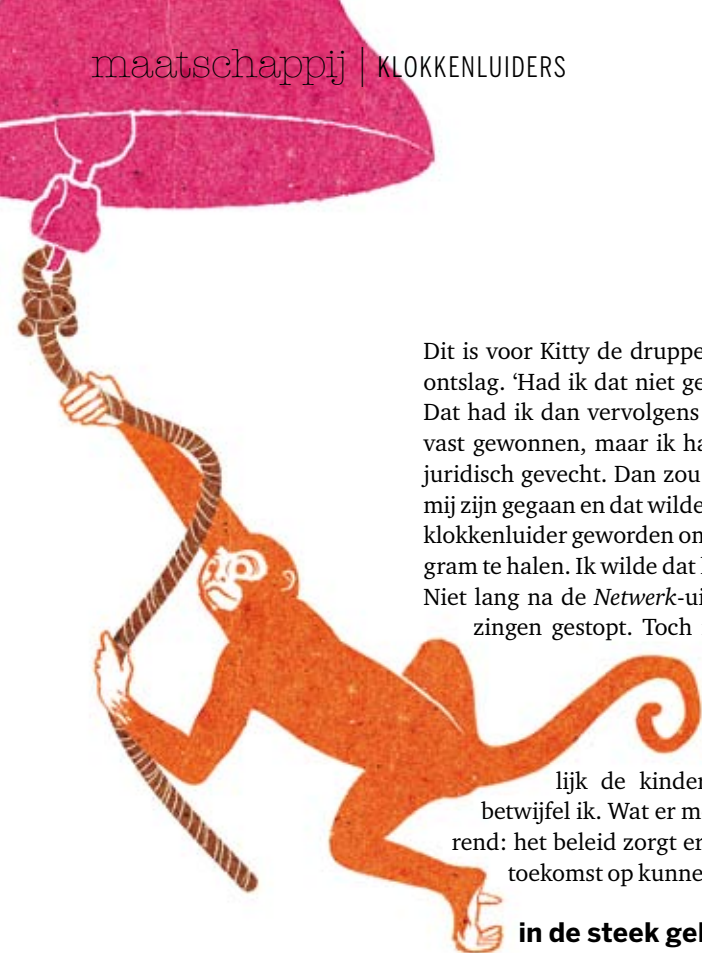 maatschappij | KLOKKENLUIDERS
Dit is voor Kitty de druppe
ontslag. ‘Had ik dat niet ge
Dat had ik dan vervolgens
vast gewonnen, maar ik ha
juridisch gevecht. Dan zou
mij zijn gegaan en dat wilde
klokkenluider geworden on
gram te halen. Ik wilde dat
Niet lang na de Netwerk-ui
zingen gestopt. Toch
lijk de kinder
betwijfel ik. Wat er m
rend: het beleid zorgt er
toekomst op kunne
in de steek gel